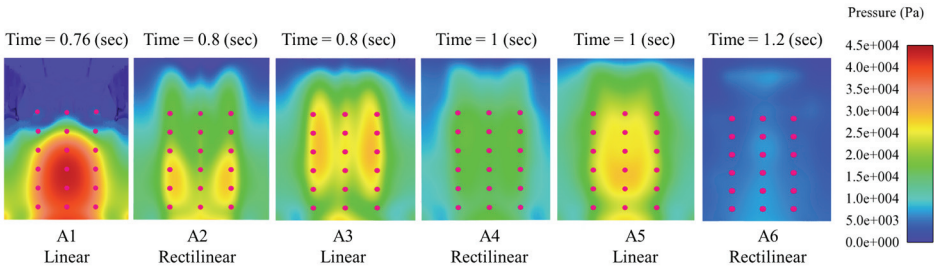 Pressure (Pa)
Time = 0.76 (sec) Time = 0.8 (sec) Time = 0.8 (sec) Time = 1 (sec) Time = 1 (sec) Time = 1.2 (sec)
4.5e+004
4.0e+004
3.5e+004
3.0e+004
2.5e+004
2.0e+004
1.5e+004
1.0e+004
5.0e+003
0.0e+000
A1 A2 A3 A4 A5 A6
Linear Rectilinear Linear Rectilinear Linear Rectilinear